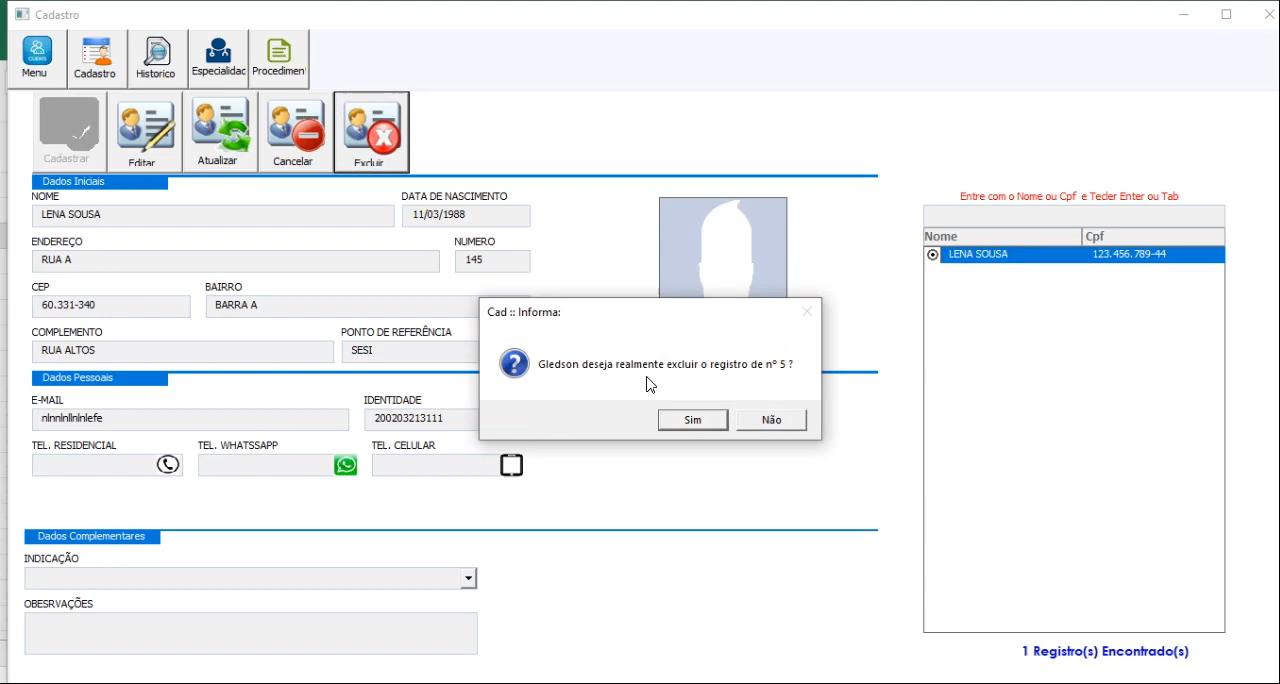 Cadastro
Menu
Cadastro
Historico
Especialidac
Procediment
Cadastrar
Editar
Atualizar
Cancelar
Excluir
Dados Iniciais
NOME
DATA DE NASCIMENTO
LENA SOUSA
11/03/1988
ENDEREÇO
NUMERO
RUA A
145
CEP
BAIRRO
60.331-340
BARRA A
COMPLEMENTO
PONTO DE REFERÊNCIA
RUA ALTOS
SESI
Dados Pessoais
E-MAIL
IDENTIDADE
200203213111
TEL. RESIDENCIAL
TEL. WHATSSAPP
TEL. CELULAR
Dados Complementares
INDICAÇÃO
OBESRVAÇÕES
Entre com o Nome ou Cpf e Tecler Enter ou Tab
Nome
Cpf
LENA SOUSA
123.456.789-44
1 Registro(s) Encontrado(s)
Cad :: Informa:
Gledson deseja realmente excluir o registro de nº 5 ?
Sim
Não